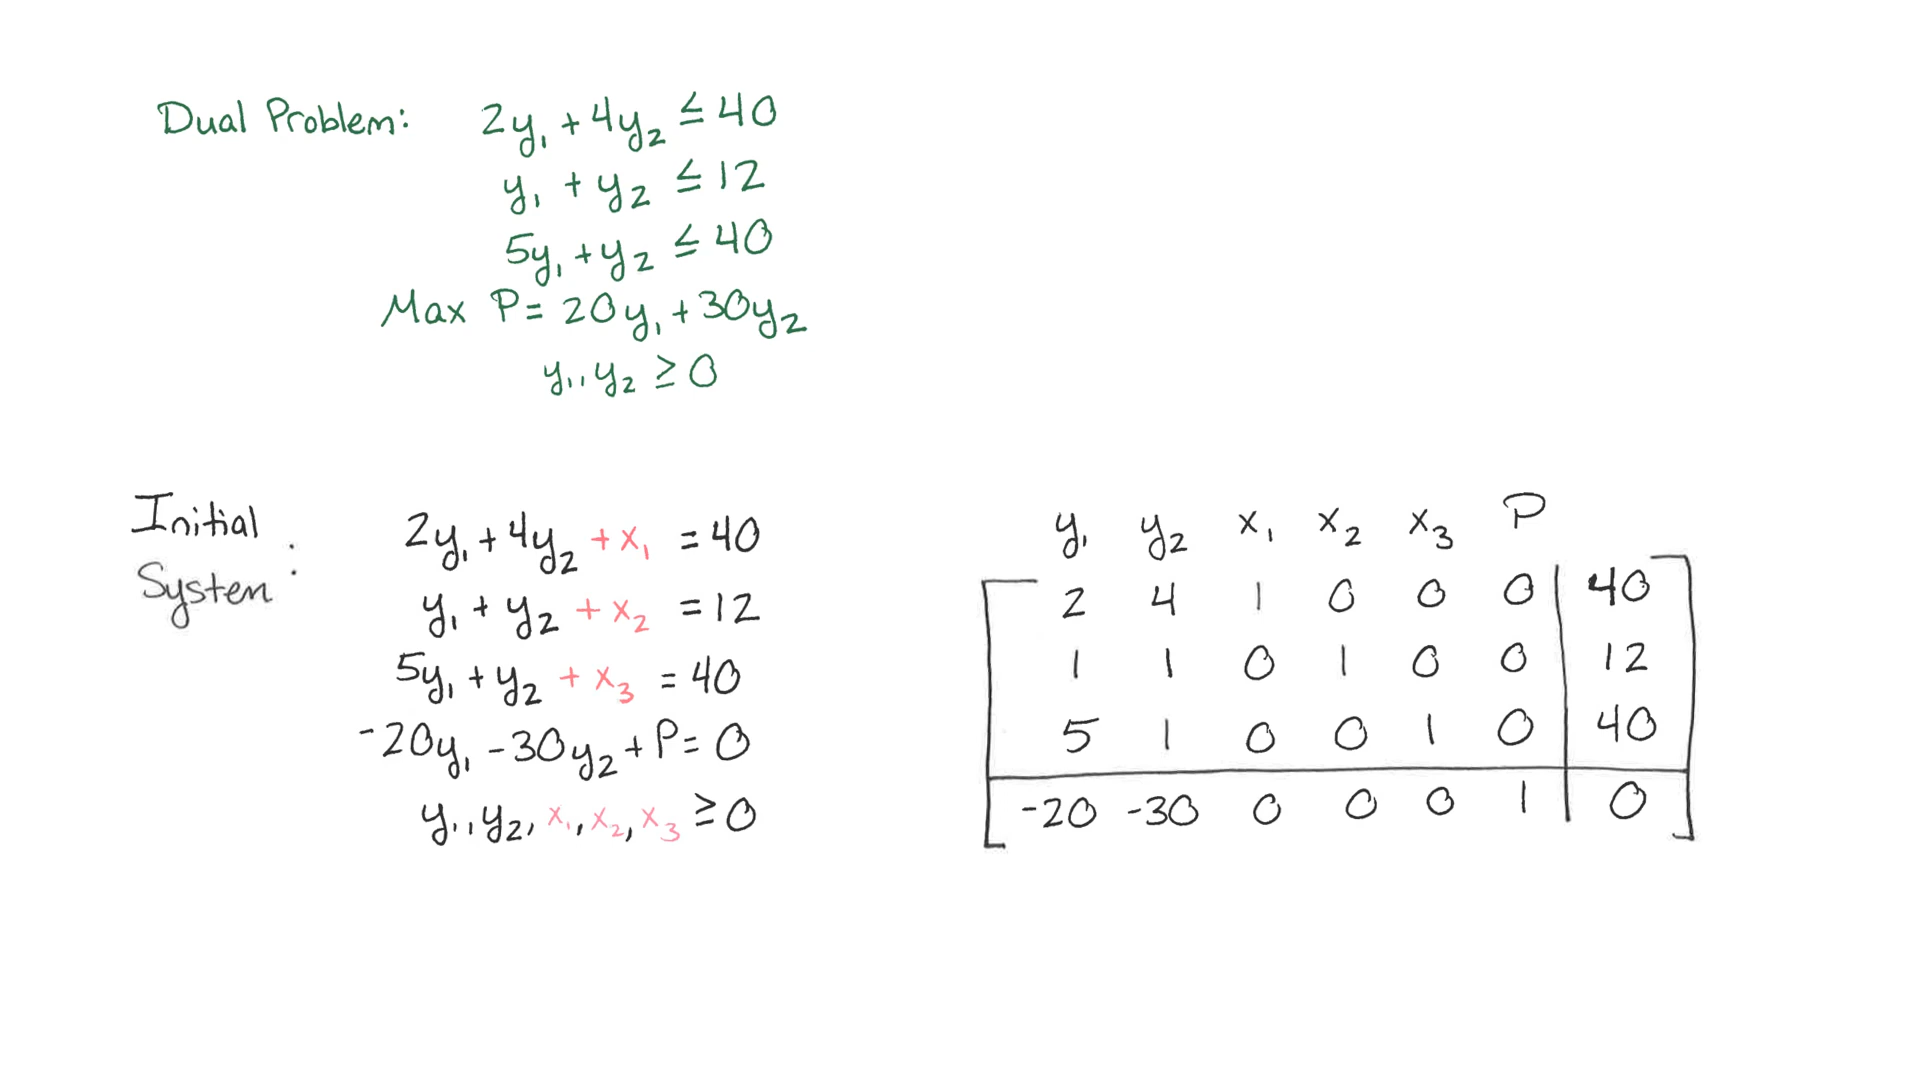 Dual Problem: 2y₁ + 4y₂ ≤ 40
y₁ + y₂ ≤ 12
5y₁ + y₂ ≤ 40
Max P = 20y₁ + 30y₂
y₁, y₂ ≥ 0
Initial System:
2y₁ + 4y₂ + x₁ = 40
y₁ + y₂ + x₂ = 12
5y₁ + y₂ + x₃ = 40
-20y₁ - 30y₂ + P = 0
y₁, y₂, x₁, x₂, x₃ ≥ 0
y₁ y₂ x₁ x₂ x₃ P
2 4 1 0 0 0 | 40
1 1 0 1 0 0 | 12
5 1 0 0 1 0 | 40
-20 -30 0 0 0 1 | 0